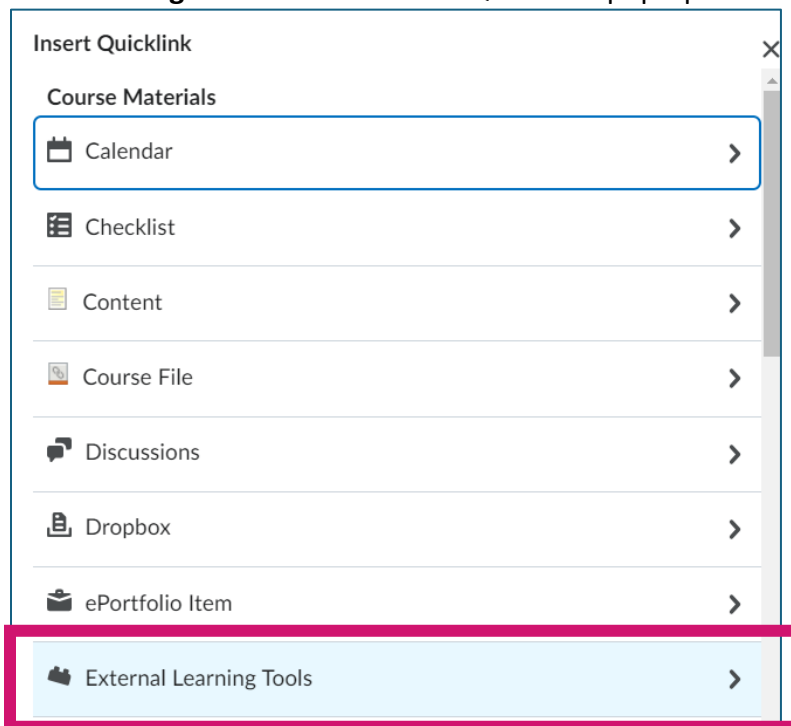 Insert Quicklink
Course Materials
Calendar
Checklist
Content
Course File
Discussions
Dropbox
ePortfolio Item
External Learning Tools